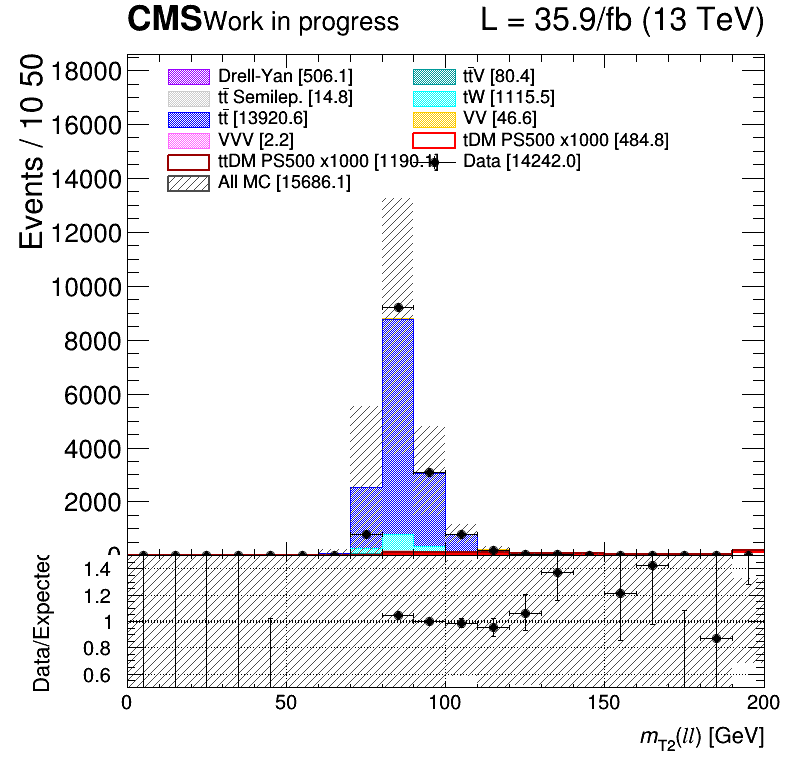 CMS Work in progress L = 35.9/fb (13 TeV)
Events / 10 50
18000
16000
14000
12000
10000
8000
6000
4000
2000
0
Drell-Yan [506.1]
tt̄V [80.4]
tt̄ Semilep. [14.8]
tW [1115.5]
tt̄ [13920.6]
VV [46.6]
VVV [2.2]
tDM PS500 x1000 [484.8]
ttDM PS500 x1000 [1190.1]
Data [14242.0]
All MC [15686.1]
Data/Expected
1.4
1.2
1
0.8
0.6
0 50 100 150 200
m_T2(ll) [GeV]